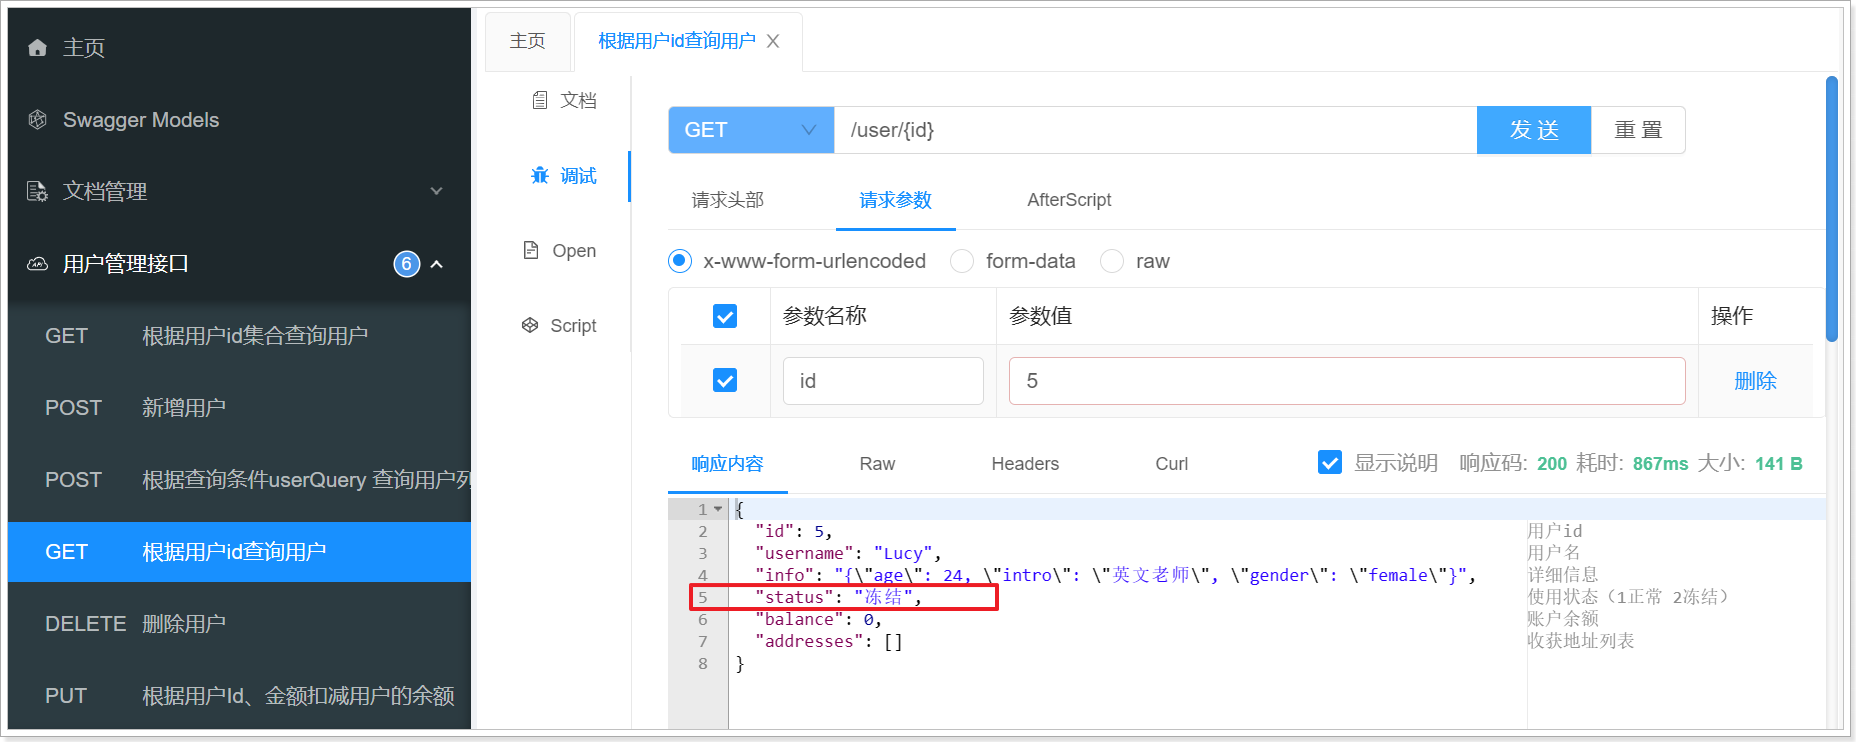 主页
Swagger Models
文档管理
用户管理接口 6
GET 根据用户id集合查询用户
POST 新增用户
POST 根据查询条件userQuery 查询用户列
GET 根据用户id查询用户
DELETE 删除用户
PUT 根据用户Id、金额扣减用户的余额
主页 根据用户id查询用户
文档
调试
Open
Script
GET /user/{id} 发 送 重 置
请求头部 请求参数 AfterScript
x-www-form-urlencoded form-data raw
参数名称 参数值 操作
id 5 删除
响应内容 Raw Headers Curl 显示说明 响应码: 200 耗时: 867ms 大小: 141 B
1 {
2 "id": 5, 用户id
3 "username": "Lucy", 用户名
4 "info": "{\"age\": 24, \"intro\": \"英文老师\", \"gender\": \"female\"}", 详细信息
5 "status": "冻结", 使用状态（1正常 2冻结）
6 "balance": 0, 账户余额
7 "addresses": [] 收获地址列表
8 }